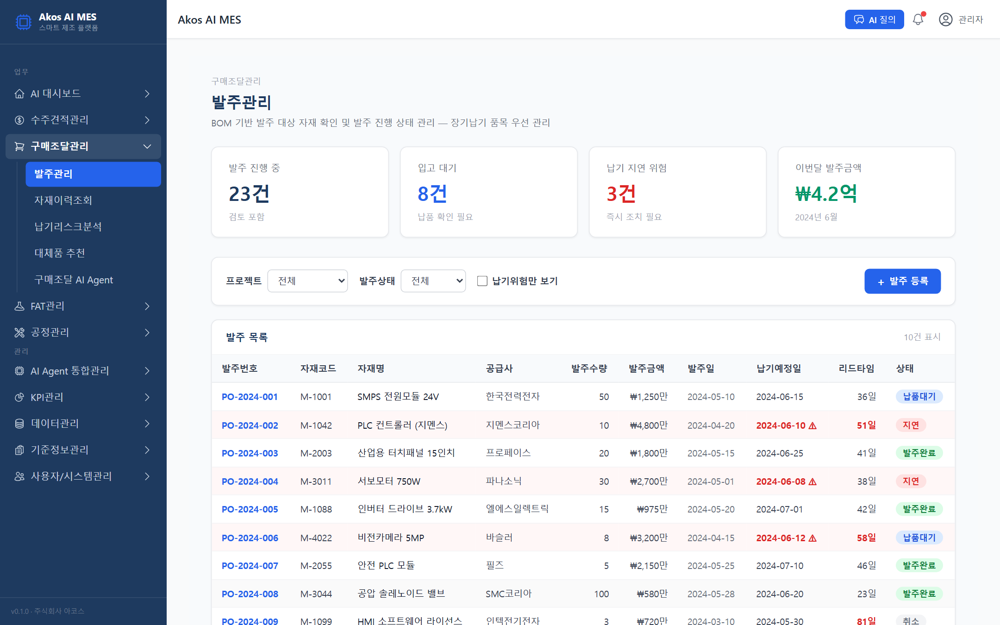 Akos AI MES
스마트 제조 플랫폼
업무
AI 대시보드
수주견적관리
구매조달관리
발주관리
자재이력조회
납기리스크분석
대체품 추천
구매조달 AI Agent
FAT관리
공정관리
관리
AI Agent 통합관리
KPI관리
데이터관리
기준정보관리
사용자/시스템관리
v0.1.0 · 주식회사 아코스
Akos AI MES
AI 질의
관리자
구매조달관리
발주관리
BOM 기반 발주 대상 자재 확인 및 발주 진행 상태 관리 — 장기납기 품목 우선 관리
발주 진행 중
23건
검토 포함
입고 대기
8건
납품 확인 필요
납기 지연 위험
3건
즉시 조치 필요
이번달 발주금액
₩4.2억
2024년 6월
프로젝트 전체 발주상태 전체 납기위험만 보기 + 발주 등록
발주 목록 10건 표시
발주번호 자재코드 자재명 공급사 발주수량 발주금액 발주일 납기예정일 리드타임 상태
PO-2024-001 M-1001 SMPS 전원모듈 24V 한국전력전자 50 ₩1,250만 2024-05-10 2024-06-15 36일 납품대기
PO-2024-002 M-1042 PLC 컨트롤러 (지멘스) 지멘스코리아 10 ₩4,800만 2024-04-20 2024-06-10 ⚠ 51일 지연
PO-2024-003 M-2003 산업용 터치패널 15인치 프로페이스 20 ₩1,800만 2024-05-15 2024-06-25 41일 발주완료
PO-2024-004 M-3011 서보모터 750W 파나소닉 30 ₩2,700만 2024-05-01 2024-06-08 ⚠ 38일 지연
PO-2024-005 M-1088 인버터 드라이브 3.7kW 엘에스일렉트릭 15 ₩975만 2024-05-20 2024-07-01 42일 발주완료
PO-2024-006 M-4022 비전카메라 5MP 바슬러 8 ₩3,200만 2024-04-15 2024-06-12 ⚠ 58일 납품대기
PO-2024-007 M-2055 안전 PLC 모듈 필즈 5 ₩2,150만 2024-05-25 2024-07-10 46일 발주완료
PO-2024-008 M-3044 공압 솔레노이드 밸브 SMC코리아 100 ₩580만 2024-05-28 2024-06-20 23일 발주완료
PO-2024-009 M-1099 HMI 소프트웨어 라이선스 인텍전기전자 3 ₩720만 2024-03-10 2024-05-30 81일 취소